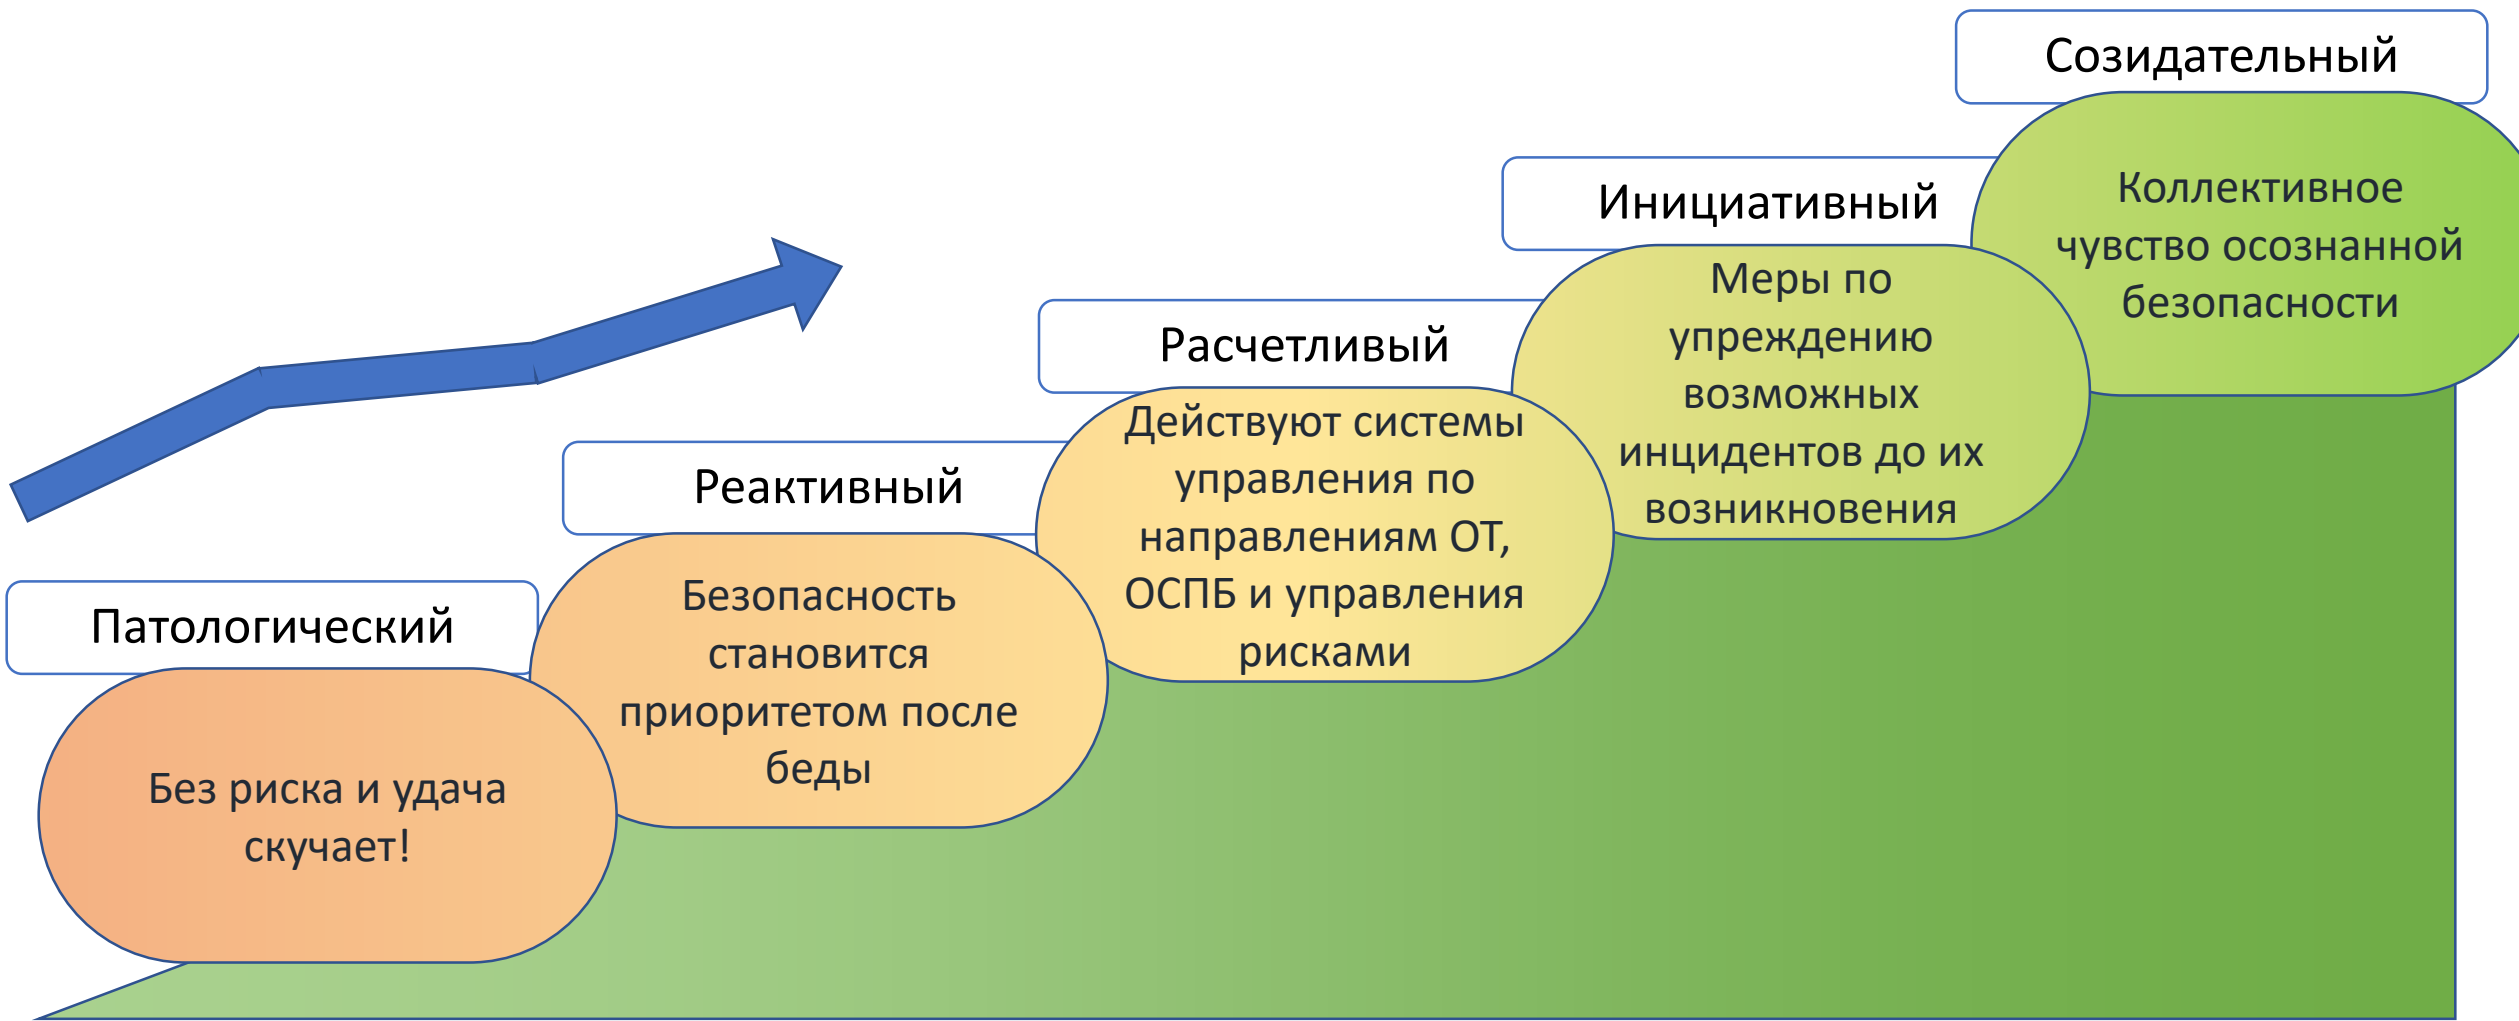 Созидательный
Коллективное
чувство осознанной
безопасности
Инициативный
Меры по
упреждению
возможных
инцидентов до их
возникновения
Расчетливый
Действуют системы
управления по
направлениям ОТ,
ОСПБ и управления
рисками
Реактивный
Безопасность
становится
приоритетом после
беды
Патологический
Без риска и удача
скучает!